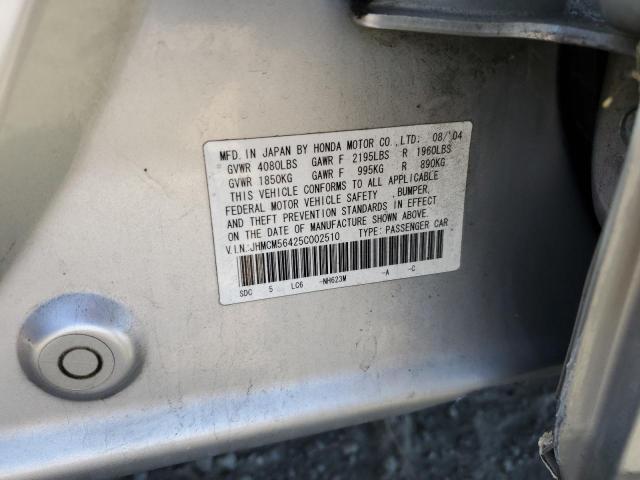 MFD. IN JAPAN BY HONDA MOTOR CO.,LTD: 08/'04
GVWR 4080LBS GAWR F 2195LBS R 1960LBS
GVWR 1850KG GAWR F 995KG R 890KG
THIS VEHICLE CONFORMS TO ALL APPLICABLE
FEDERAL MOTOR VEHICLE SAFETY ,BUMPER,
AND THEFT PREVENTION STANDARDS IN EFFECT
ON THE DATE OF MANUFACTURE SHOWN ABOVE.
V.I.N.:JHMCM56425C002510 TYPE: PASSENGER CAR
SDC 5 LC6 -NH623M -A -C